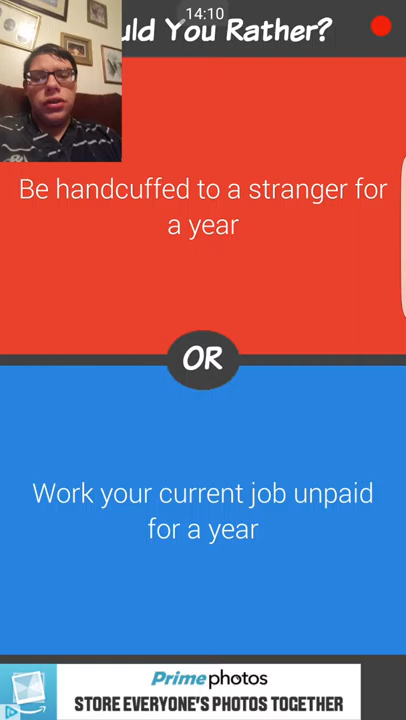 14:10
uld You Rather?
Be handcuffed to a stranger for
a year
OR
Work your current job unpaid
for a year
Prime photos
STORE EVERYONE'S PHOTOS TOGETHER